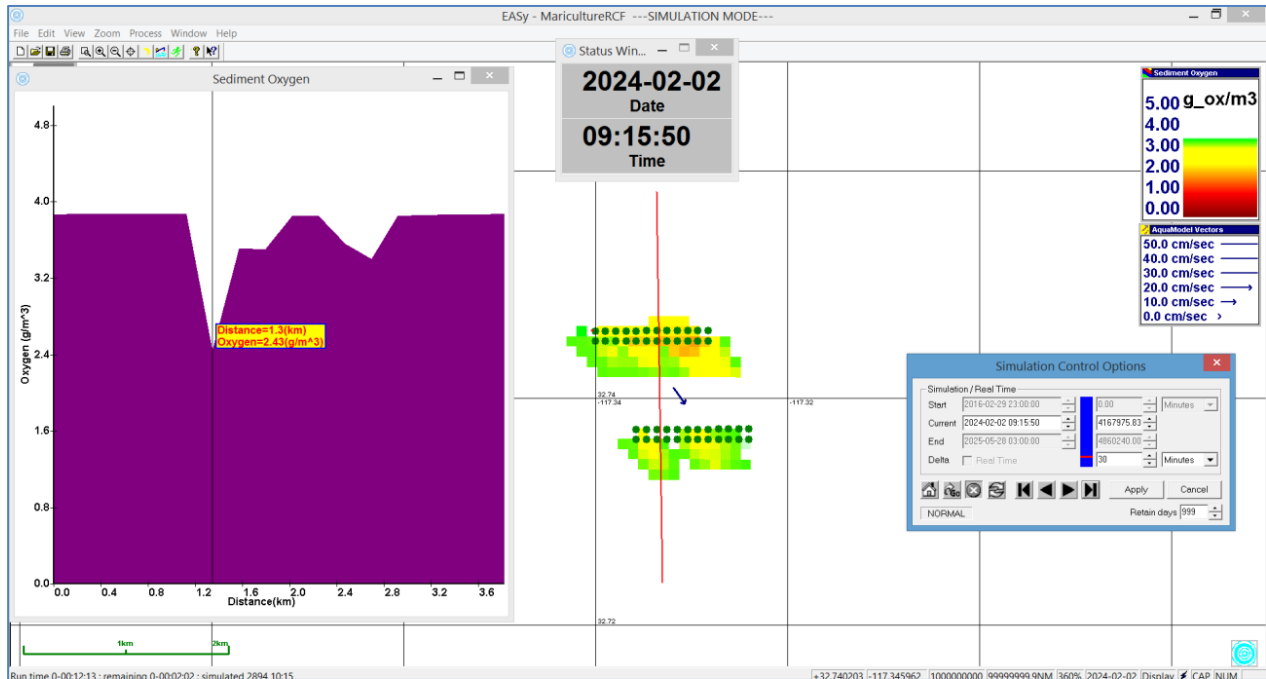 EASy - MaricultureRCF ---SIMULATION MODE---
File Edit View Zoom Process Window Help
Sediment Oxygen
4.8
4.0
3.2
2.4
1.6
0.8
0.0
Oxygen (g/m^3)
Distance=1.3(km)
Oxygen=2.43(g/m^3)
0.0 0.4 0.8 1.2 1.6 2.0 2.4 2.8 3.2 3.6
Distance(km)
1km 2km
Status Win...
2024-02-02
Date
09:15:50
Time
32.74
-117.34 -117.32
32.72
Sediment Oxygen
5.00 g_ox/m3
4.00
3.00
2.00
1.00
0.00
AquaModel Vectors
50.0 cm/sec
40.0 cm/sec
30.0 cm/sec
20.0 cm/sec
10.0 cm/sec
0.0 cm/sec
Simulation Control Options
Simulation / Real Time
Start 2016-02-29 23:00:00 0.00 Minutes
Current 2024-02-02 09:15:50 4167975.83
End 2025-05-28 03:00:00 4860240.00
Delta Real Time 30 Minutes
Apply Cancel
NORMAL Retain days 999
Run time 0-00:12:13 : remaining 0-00:02:02 : simulated 2894 10:15
+32.740203 -117.345962 1000000000 99999999.9NM 360% 2024-02-02 Display CAP NUM